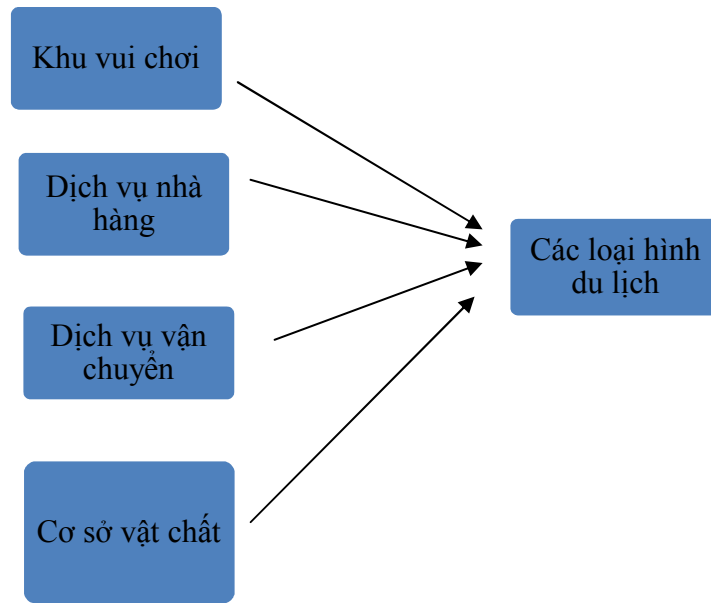 Khu vui chơi
Dịch vụ nhà
hàng
Các loại hình
du lịch
Dịch vụ vận
chuyển
Cơ sở vật chất